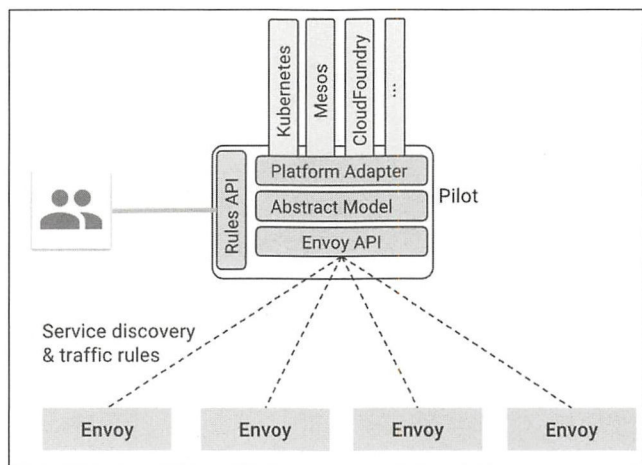 Kubernetes
Mesos
CloudFoundry
...
Rules API
Platform Adapter
Abstract Model
Envoy API
Pilot
Service discovery
& traffic rules
Envoy
Envoy
Envoy
Envoy